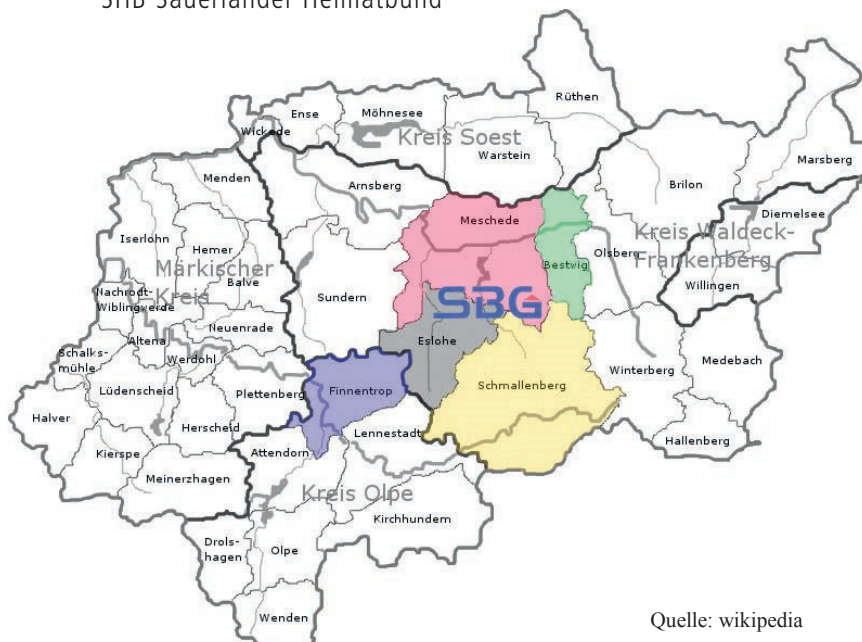 SHB Sauerländer Heimatbund
Rüthen
Ense
Möhnesee
Wickede
Kreis Soest
Warstein
Marsberg
Menden
Arnsberg
Brilon
Meschede
Diemelsee
Iserlohn
Hemer
Kreis Waldeck-
Frankenberg
Olsberg
Bestwig
Märkischer
Kreis
Balve
Willingen
Nachrodt-
Wiblingwerde
Sundern
SBG
Neuenrade
Altena
Eslohe
Schalks-
mühle
Werdohl
Medebach
Winterberg
Schmallenberg
Lüdenscheid
Plettenberg
Finnentrop
Halver
Herscheid
Lennestadt
Hallenberg
Kierspe
Attendorn
Meinerzhagen
Kreis Olpe
Kirchhundem
Drols-
hagen
Olpe
Wenden
Quelle: wikipedia